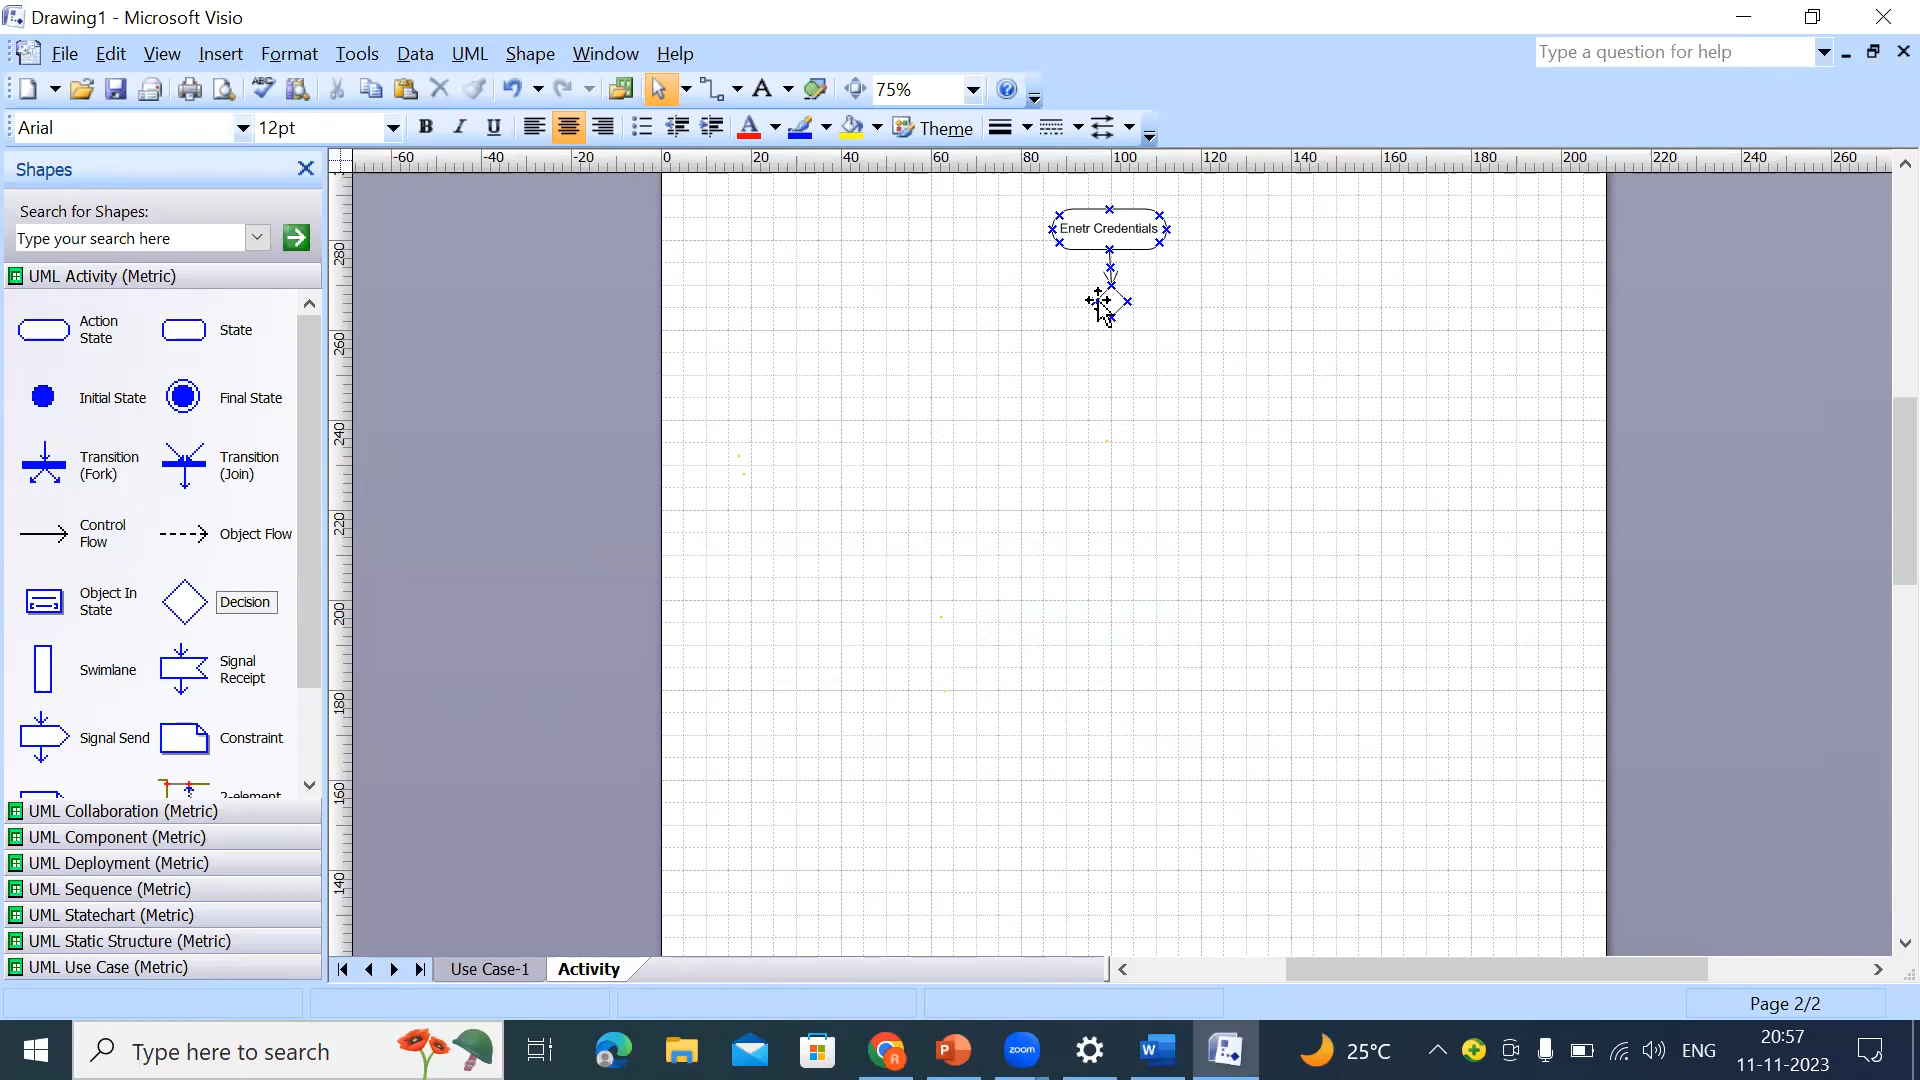 Drawing1 - Microsoft Visio
File Edit View Insert Format Tools Data UML Shape Window Help
Type a question for help
75%
Arial 12pt B I U A Theme
Shapes
Search for Shapes:
Type your search here
UML Activity (Metric)
Action State
State
Initial State
Final State
Transition (Fork)
Transition (Join)
Control Flow
Object Flow
Object In State
Decision
Swimlane
Signal Receipt
Signal Send
Constraint
2-element
UML Collaboration (Metric)
UML Component (Metric)
UML Deployment (Metric)
UML Sequence (Metric)
UML Statechart (Metric)
UML Static Structure (Metric)
UML Use Case (Metric)
-60 -40 -20 0 20 40 60 80 100 120 140 160 180 200 220 240 260
280
260
240
220
200
180
160
140
Enetr Credentials
Use Case-1 Activity
Page 2/2
Type here to search
zoom
25°C
ENG
20:57
11-11-2023